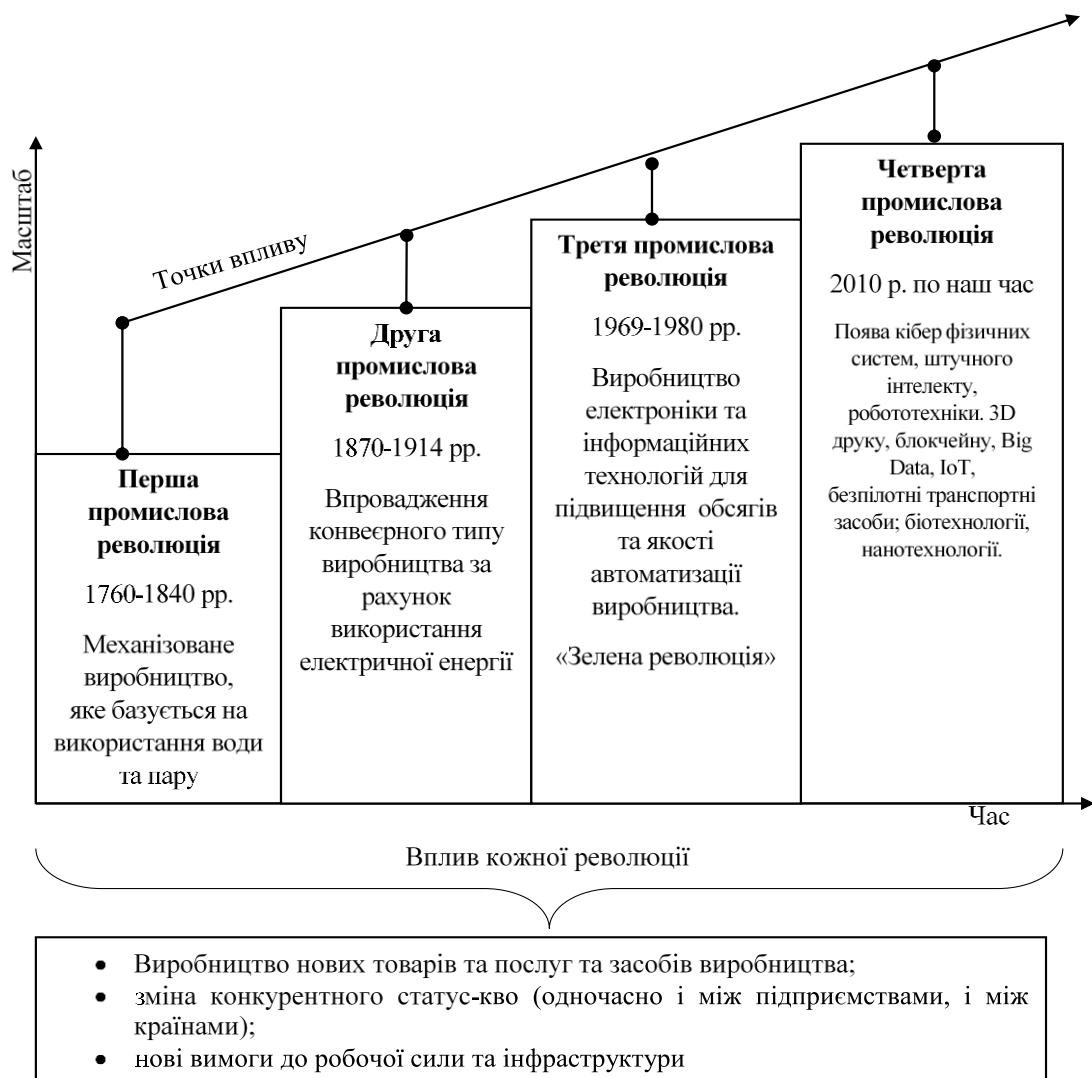 Масштаб
Точки впливу
Перша
промислова
революція
1760-1840 рр.
Механізоване
виробництво,
яке базується на
використання води
та пару
Друга
промислова
революція
1870-1914 рр.
Впровадження
конвеєрного типу
виробництва за
рахунок
використання
електричної енергії
Третя промислова
революція
1969-1980 рр.
Виробництво
електроніки та
інформаційних
технологій для
підвищення обсягів
та якості
автоматизації
виробництва.
«Зелена революція»
Четверта
промислова
революція
2010 р. по наш час
Поява кібер фізичних
систем, штучного
інтелекту,
робототехніки. 3D
друку, блокчейну, Big
Data, IoT,
безпілотні транспортні
засоби; біотехнології,
нанотехнології.
Час
Вплив кожної революції
• Виробництво нових товарів та послуг та засобів виробництва;
• зміна конкурентного статус-кво (одночасно і між підприємствами, і між
країнами);
• нові вимоги до робочої сили та інфраструктури